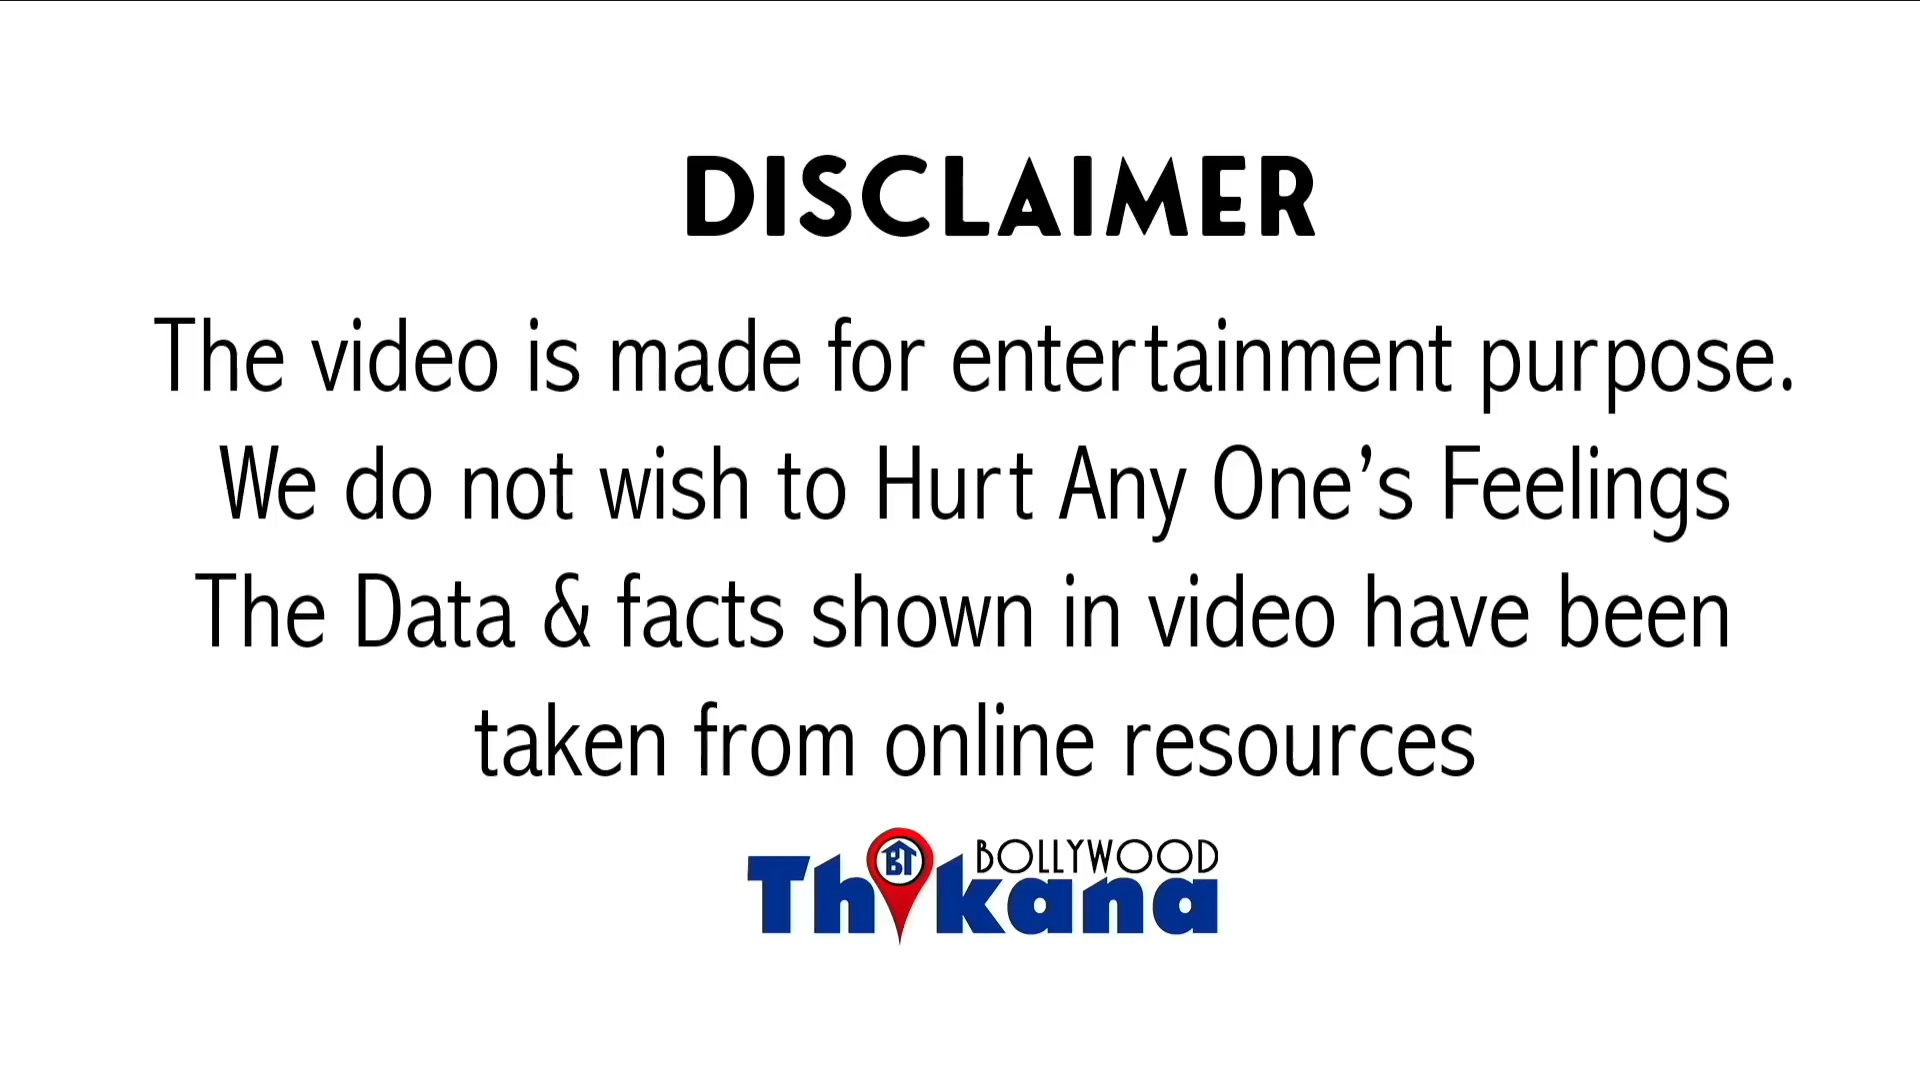 DISCLAIMER
The video is made for entertainment purpose.
We do not wish to Hurt Any One’s Feelings
The Data & facts shown in video have been
taken from online resources
BT
BOLLYWOOD
Thikana